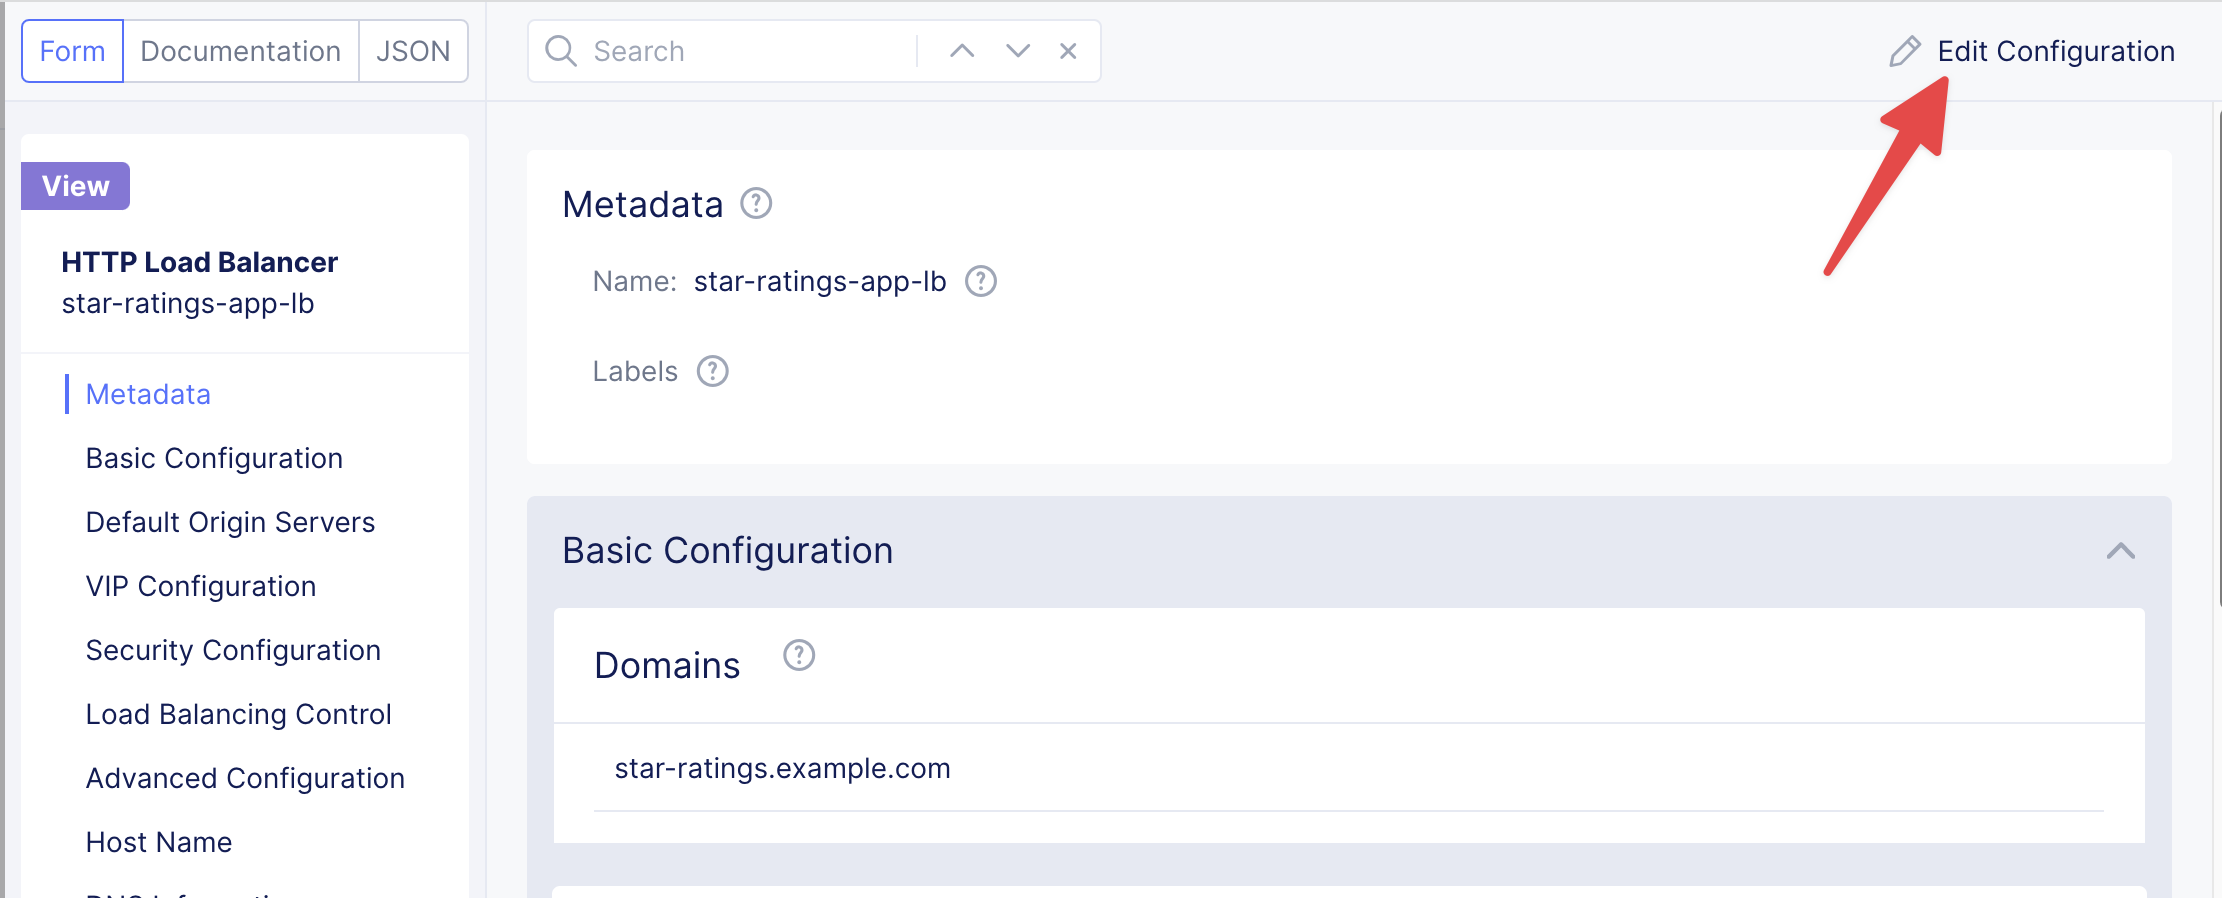 Form Documentation JSON
Search
Edit Configuration
View
HTTP Load Balancer
star-ratings-app-lb
Metadata
Basic Configuration
Default Origin Servers
VIP Configuration
Security Configuration
Load Balancing Control
Advanced Configuration
Host Name
Metadata
Name: star-ratings-app-lb
Labels
Basic Configuration
Domains
star-ratings.example.com